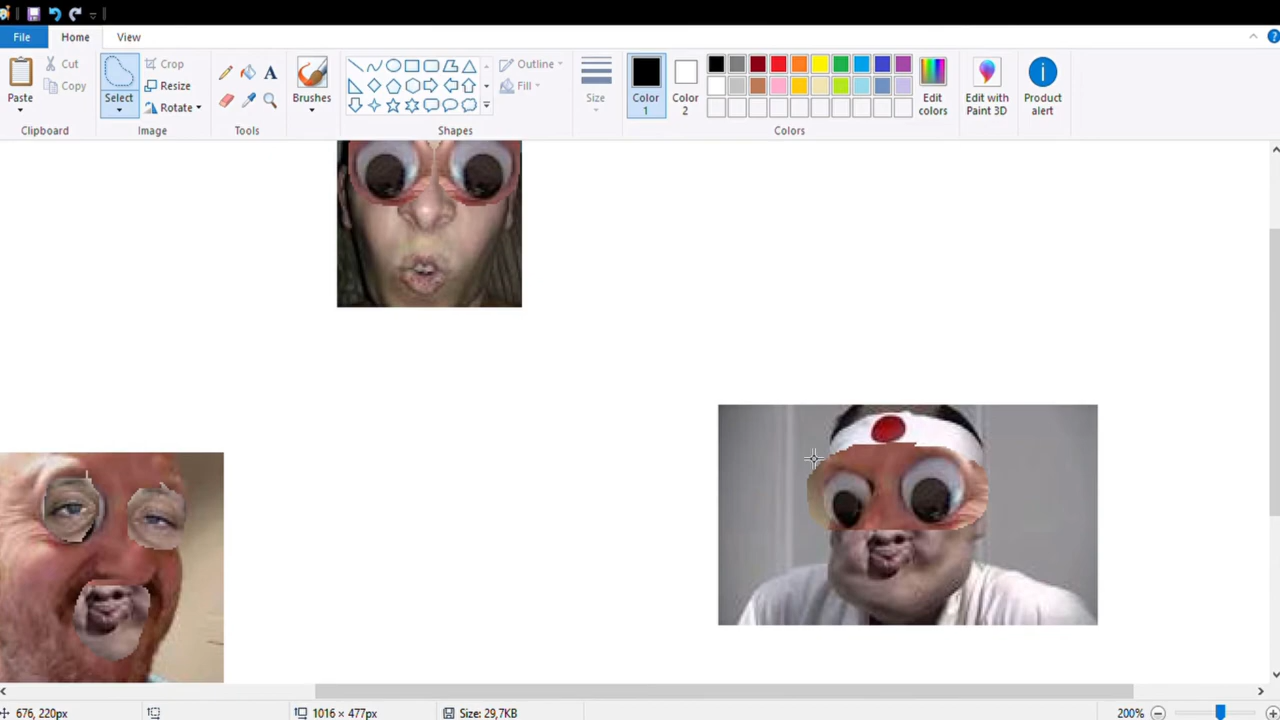 File Home View
Paste
Cut
Copy
Clipboard
Select
Crop
Resize
Rotate
Image
Tools
Brushes
Outline
Fill
Shapes
Size
Color 1
Color 2
Edit colors
Colors
Edit with Paint 3D
Product alert
676, 220px
1016 × 477px
Size: 29,7KB
200%